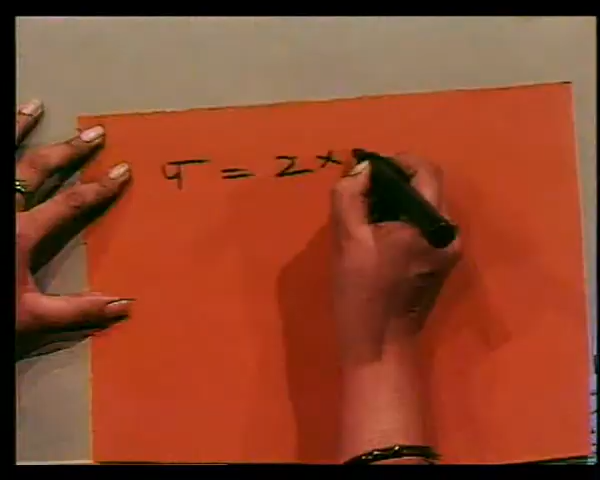 σ = 2x